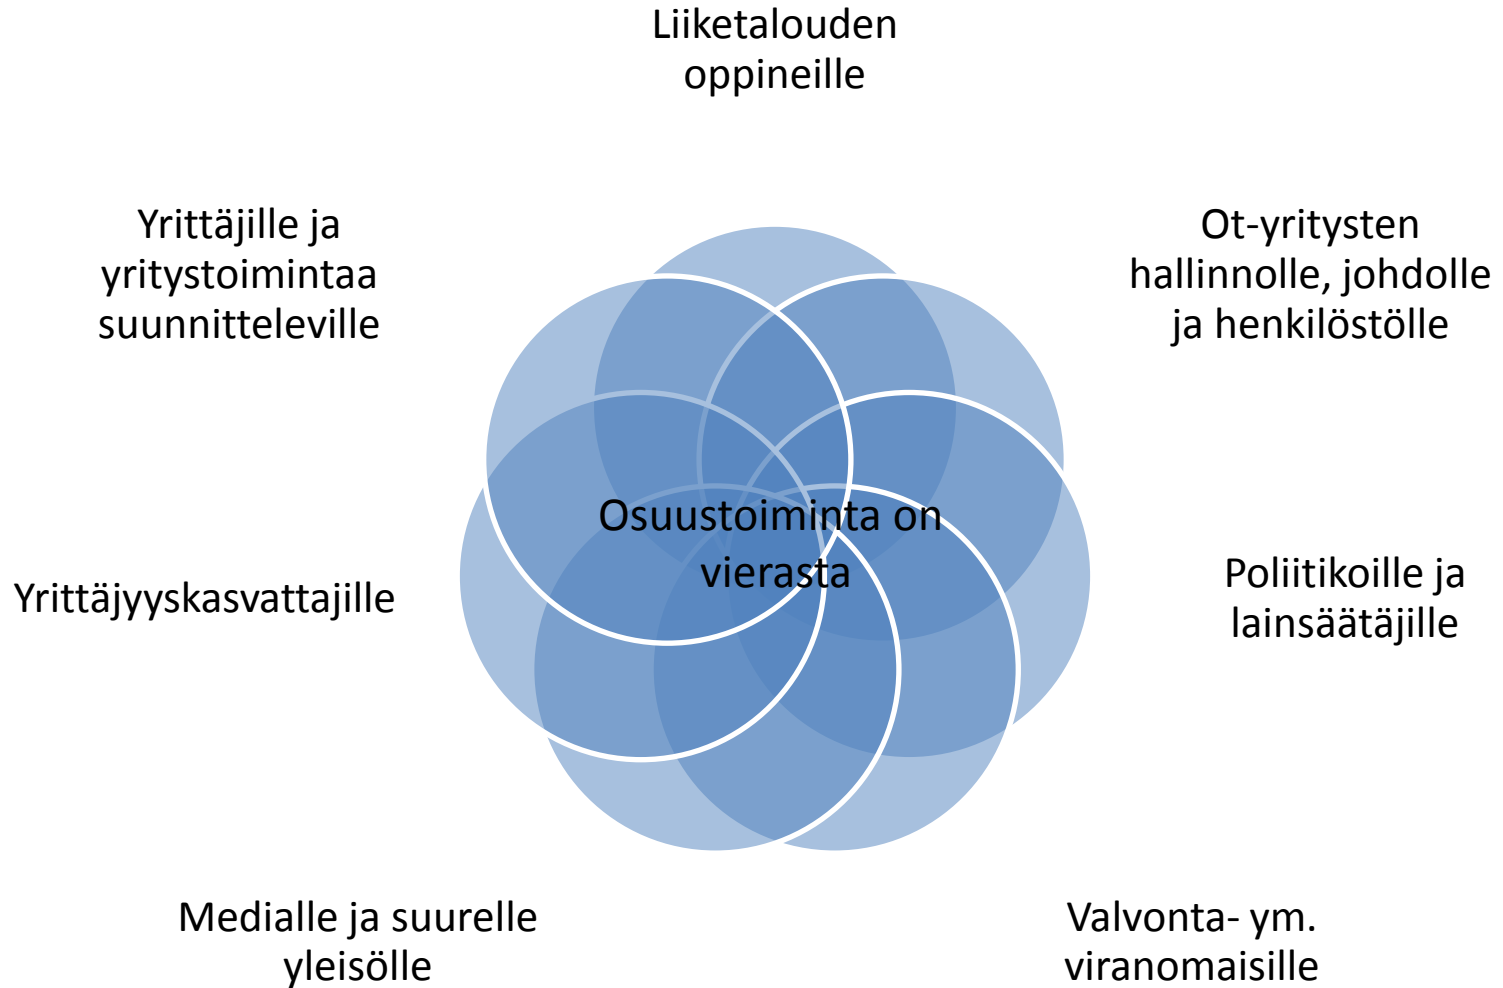 Liiketalouden
oppineille
Yrittäjille ja
yritystoimintaa
suunnitteleville
Ot-yritysten
hallinnolle, johdolle
ja henkilöstölle
Osuustoiminta on
vierasta
Yrittäjyyskasvattajille
Poliitikoille ja
lainsäätäjille
Medialle ja suurelle
yleisölle
Valvonta- ym.
viranomaisille